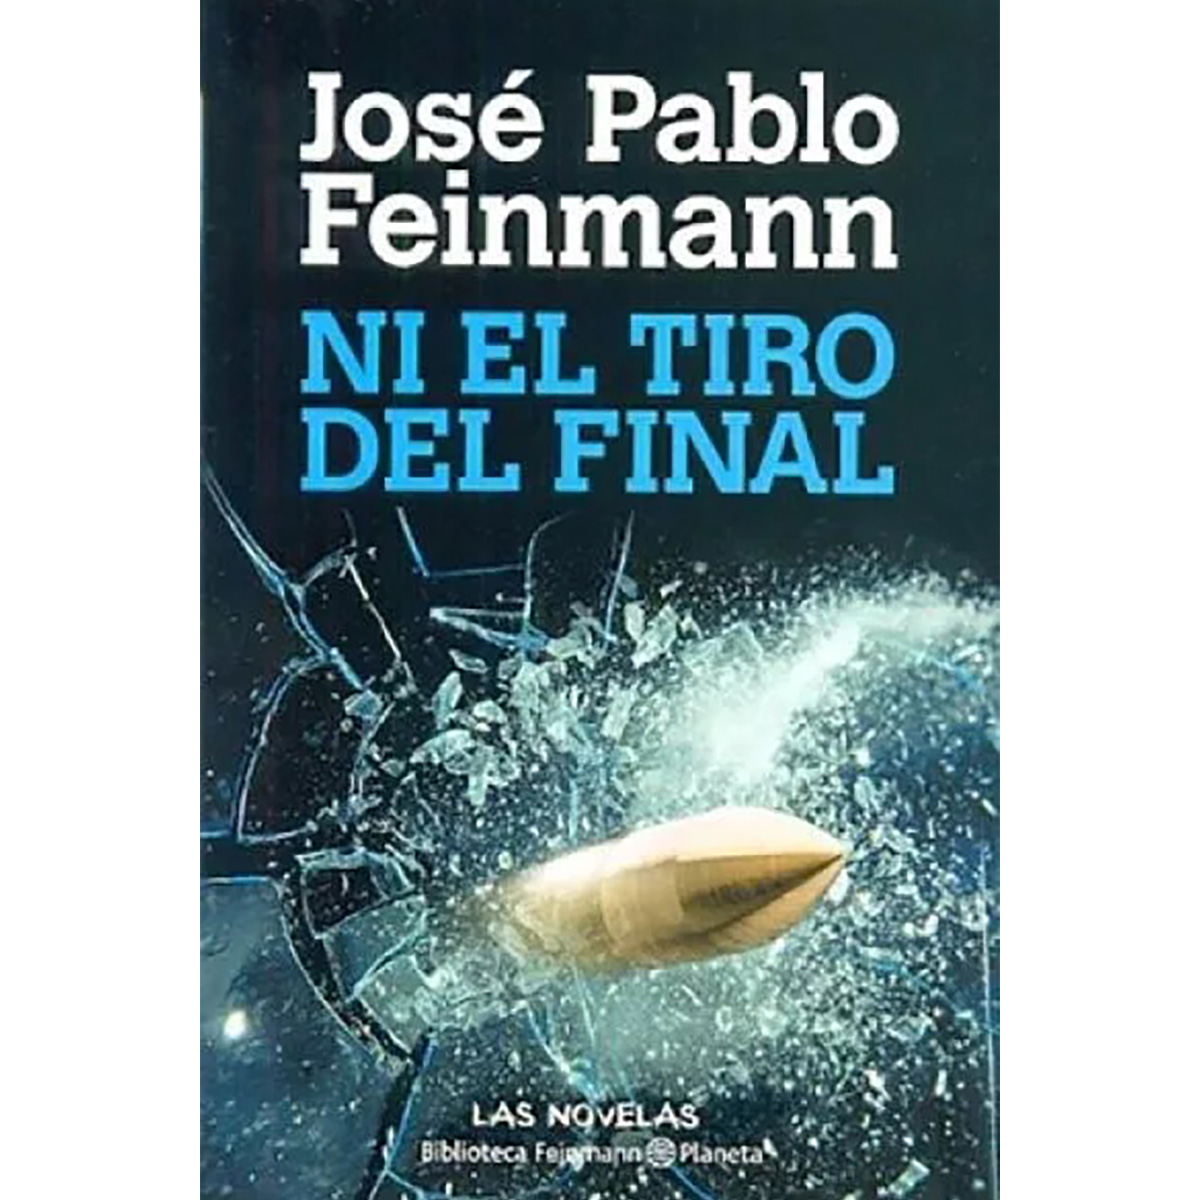 José Pablo
Feinmann
NI EL TIRO
DEL FINAL
LAS NOVELAS
Biblioteca Feinmann Planeta